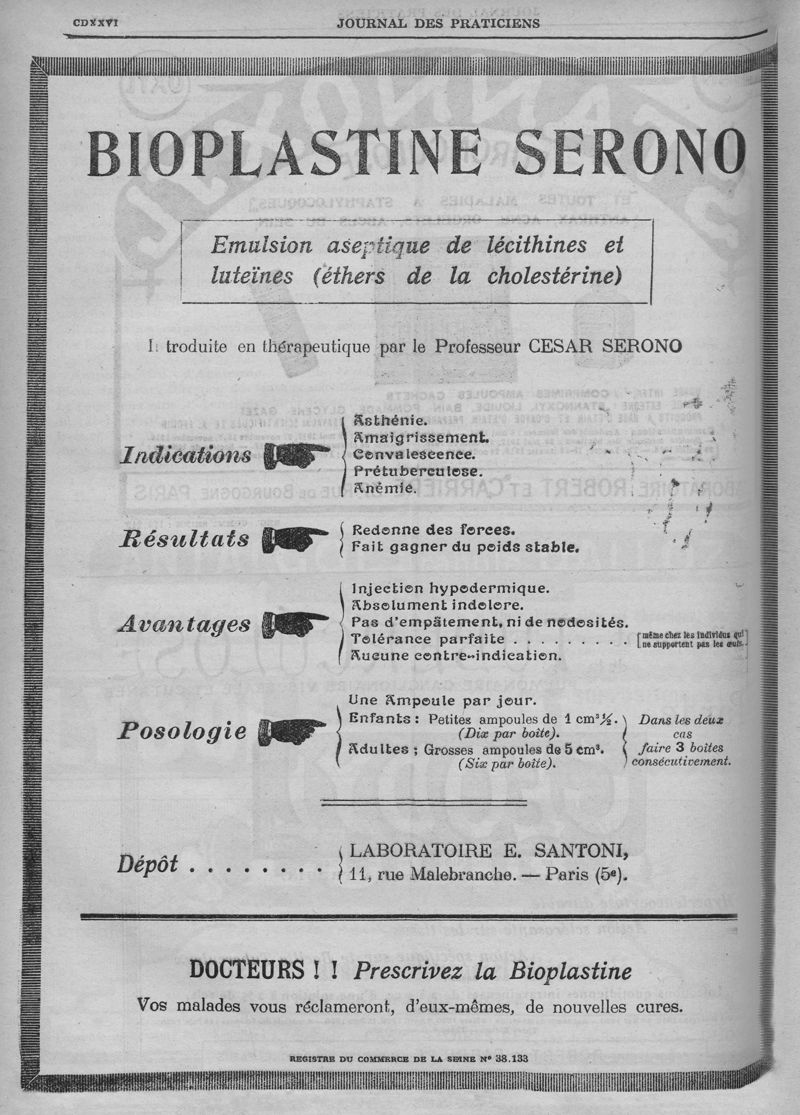 CDXXVI
JOURNAL DES PRATICIENS
BIOPLASTINE SERONO
Emulsion aseptique de lécithines et
luteïnes (éthers de la cholestérine)
I troduite en thérapeutique par le Professeur CESAR SERONO
Indications
Asthénie.
Amaigrissement.
Convalescence.
Prétuberculose.
Anémie.
Résultats
Redonne des forces.
Fait gagner du poids stable.
Avantages
Injection hypodermique.
Absolument indolore.
Pas d'empâtement, ni de nodosités.
Tolérance parfaite . . . . . . . . .
même chez les individus qui
ne supportent pas les œufs.
Aucune contre-indication.
Posologie
Une Ampoule par jour.
Enfants : Petites ampoules de 1 cm³ ½.
(Dix par boîte).
Adultes ; Grosses ampoules de 5 cm³.
(Six par boîte).
Dans les deux
cas
faire 3 boîtes
consécutivement.
Dépôt . . . . . . . .
LABORATOIRE E. SANTONI,
11, rue Malebranche. — Paris (5e).
DOCTEURS ! ! Prescrivez la Bioplastine
Vos malades vous réclameront, d'eux-mêmes, de nouvelles cures.
REGISTRE DU COMMERCE DE LA SEINE N° 38.133